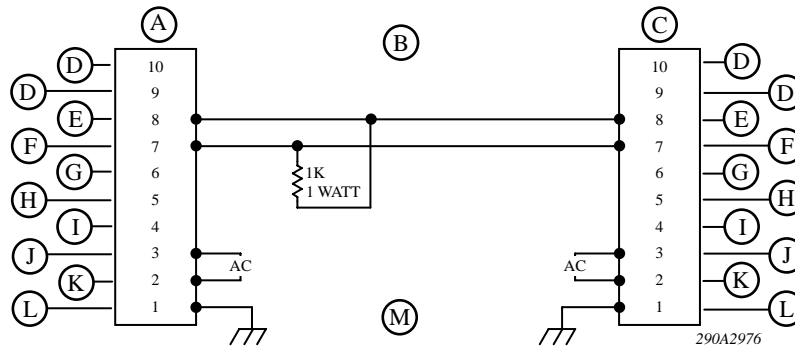 A
B
C
D 10 10 D
D 9 9 D
E 8 8 E
F 7 7 F
G 6 1K 6 G
1 WATT
H 5 5 H
I 4 4 I
J 3 3 J
AC AC
K 2 2 K
L 1 1 L
M
290A2976